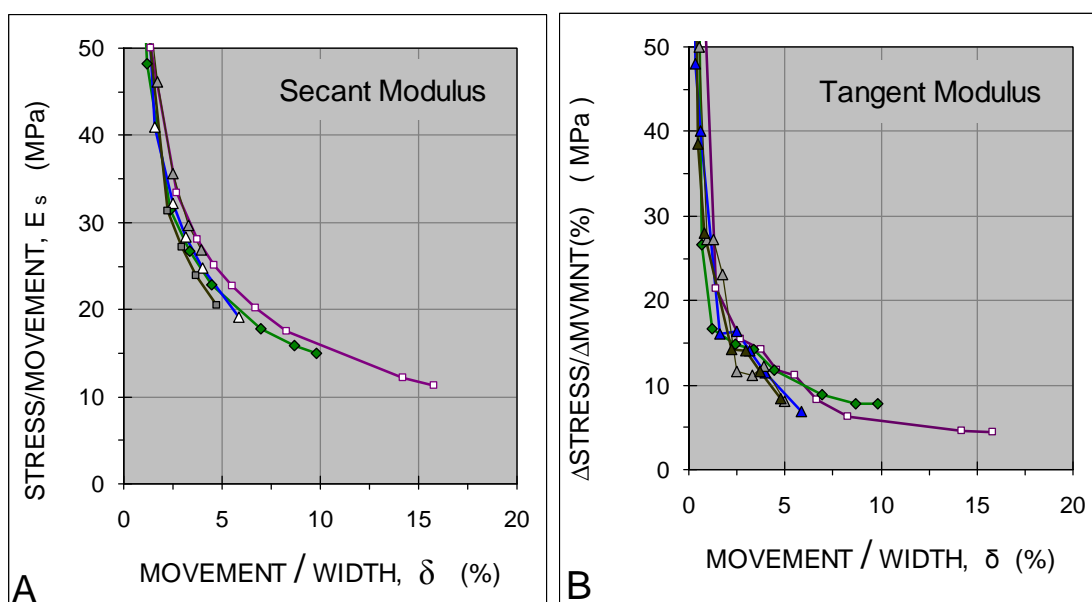 Secant Modulus
STRESS/MOVEMENT, E s (MPa)
50
40
30
20
10
0
0 5 10 15 20
MOVEMENT / WIDTH, δ (%)
A
Tangent Modulus
ΔSTRESS/ΔMVMNT(%) ( MPa)
50
40
30
20
10
0
0 5 10 15 20
MOVEMENT / WIDTH, δ (%)
B